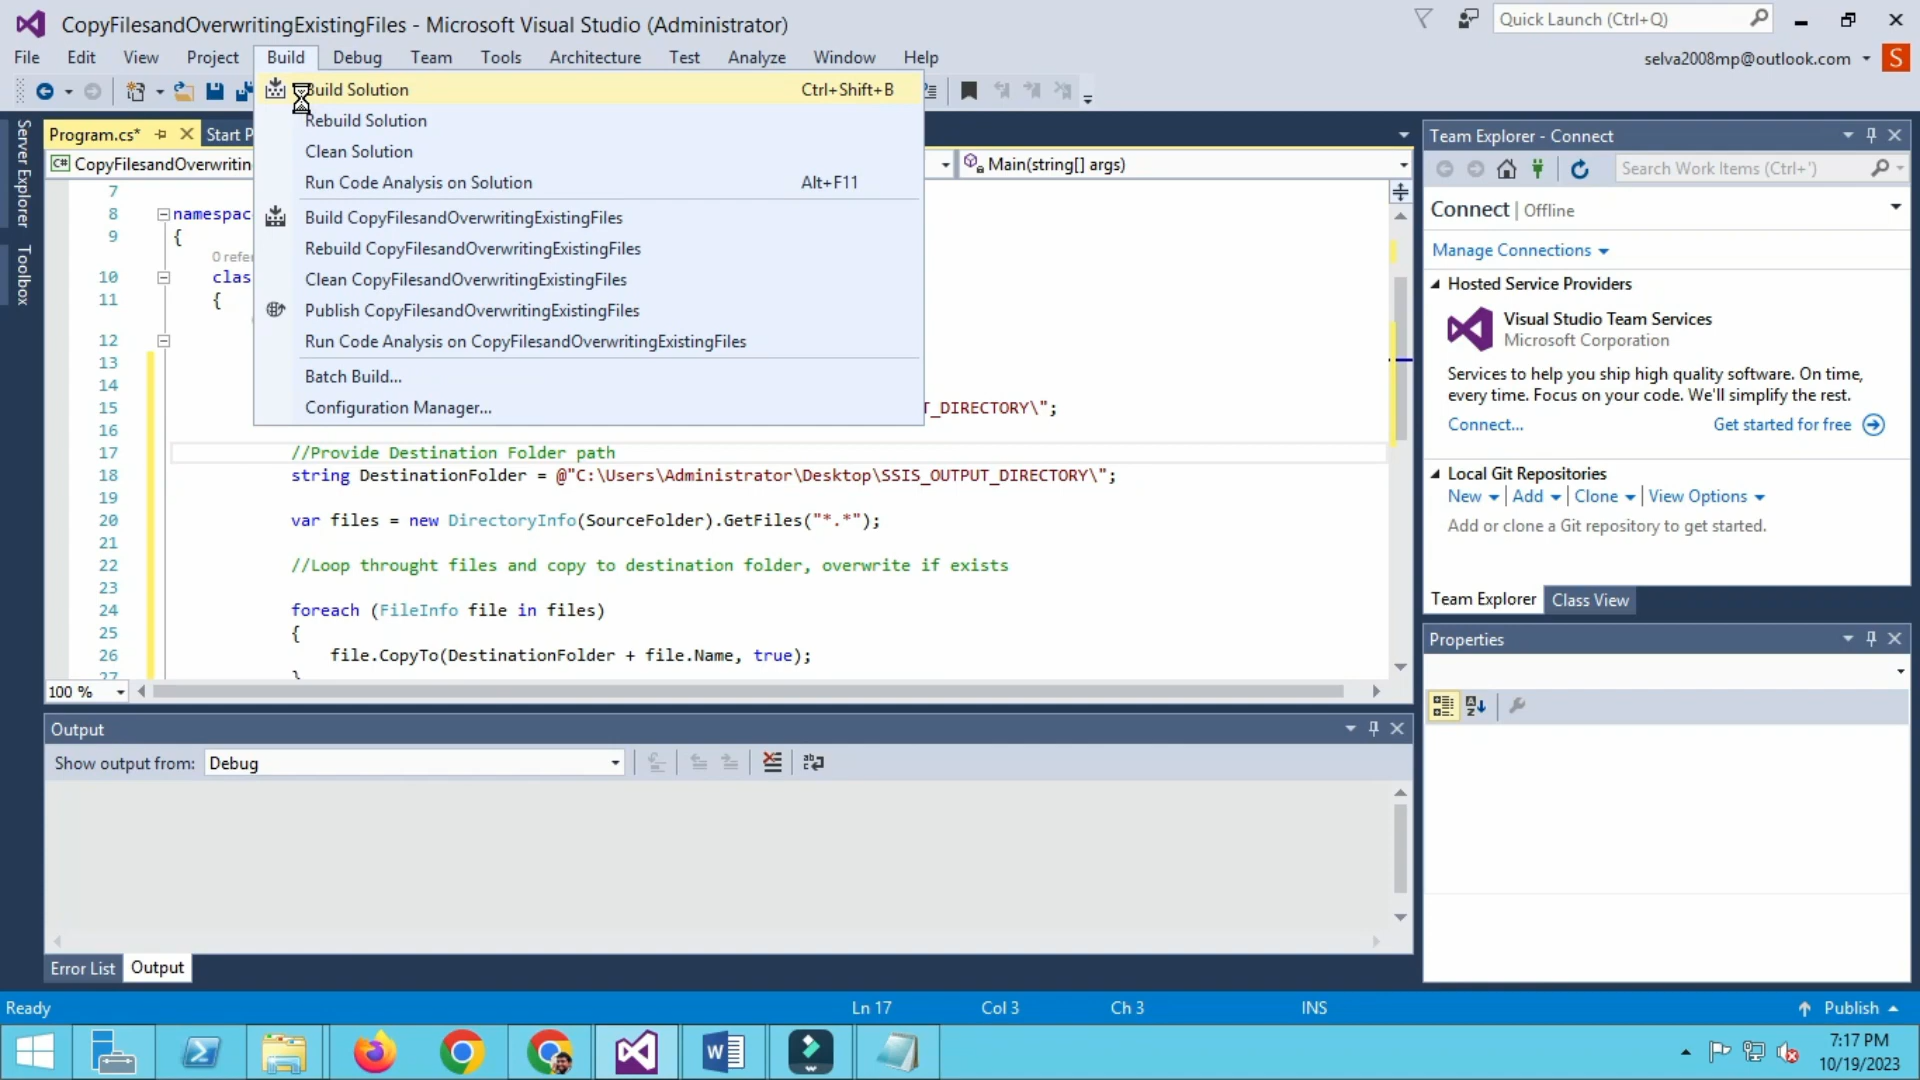 CopyFilesandOverwritingExistingFiles - Microsoft Visual Studio (Administrator)
Quick Launch (Ctrl+Q)
File Edit View Project Build Debug Team Tools Architecture Test Analyze Window Help
selva2008mp@outlook.com S
Build Solution Ctrl+Shift+B
Rebuild Solution
Clean Solution
Run Code Analysis on Solution Alt+F11
Build CopyFilesandOverwritingExistingFiles
Rebuild CopyFilesandOverwritingExistingFiles
Clean CopyFilesandOverwritingExistingFiles
Publish CopyFilesandOverwritingExistingFiles
Run Code Analysis on CopyFilesandOverwritingExistingFiles
Batch Build...
Configuration Manager...
Server Explorer
Toolbox
Program.cs* Start P
C# CopyFilesandOverwritin
Main(string[] args)
7
8 namespac
9 {
0 refe
10 clas
11 {
12
13
14
15 T_DIRECTORY\";
16
17 //Provide Destination Folder path
18 string DestinationFolder = @"C:\Users\Administrator\Desktop\SSIS_OUTPUT_DIRECTORY\";
19
20 var files = new DirectoryInfo(SourceFolder).GetFiles("*.*");
21
22 //Loop throught files and copy to destination folder, overwrite if exists
23
24 foreach (FileInfo file in files)
25 {
26 file.CopyTo(DestinationFolder + file.Name, true);
27 }
100 %
Output
Show output from: Debug
Error List Output
Team Explorer - Connect
Search Work Items (Ctrl+')
Connect | Offline
Manage Connections
Hosted Service Providers
Visual Studio Team Services
Microsoft Corporation
Services to help you ship high quality software. On time,
every time. Focus on your code. We'll simplify the rest.
Connect... Get started for free
Local Git Repositories
New | Add | Clone | View Options
Add or clone a Git repository to get started.
Team Explorer Class View
Properties
Ready Ln 17 Col 3 Ch 3 INS Publish
7:17 PM
10/19/2023